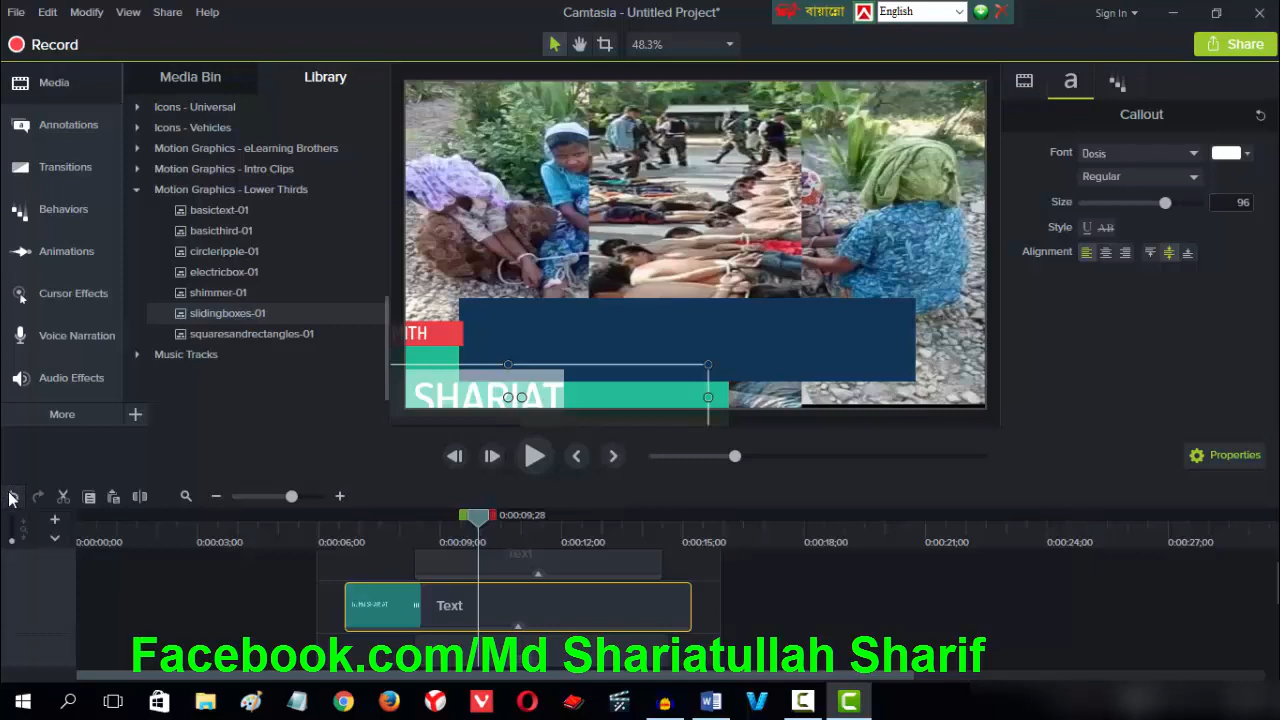 File Edit Modify View Share Help
Camtasia - Untitled Project*
বায়ান্নো
English
Sign In
Record
48.3%
Share
Media
Annotations
Transitions
Behaviors
Animations
Cursor Effects
Voice Narration
Audio Effects
More
Media Bin
Library
Icons - Universal
Icons - Vehicles
Motion Graphics - eLearning Brothers
Motion Graphics - Intro Clips
Motion Graphics - Lower Thirds
basictext-01
basicthird-01
circleripple-01
electricbox-01
shimmer-01
slidingboxes-01
squaresandrectangles-01
Music Tracks
SHARIAT
a
Callout
Font
Dosis
Regular
Size
96
Style
U AB
Alignment
Properties
0:00:09;28
0:00:00;00 0:00:03;00 0:00:06;00 0:00:09;00 0:00:12;00 0:00:15;00 0:00:18;00 0:00:21;00 0:00:24;00 0:00:27;00
Text
Text
Facebook.com/Md Shariatullah Sharif